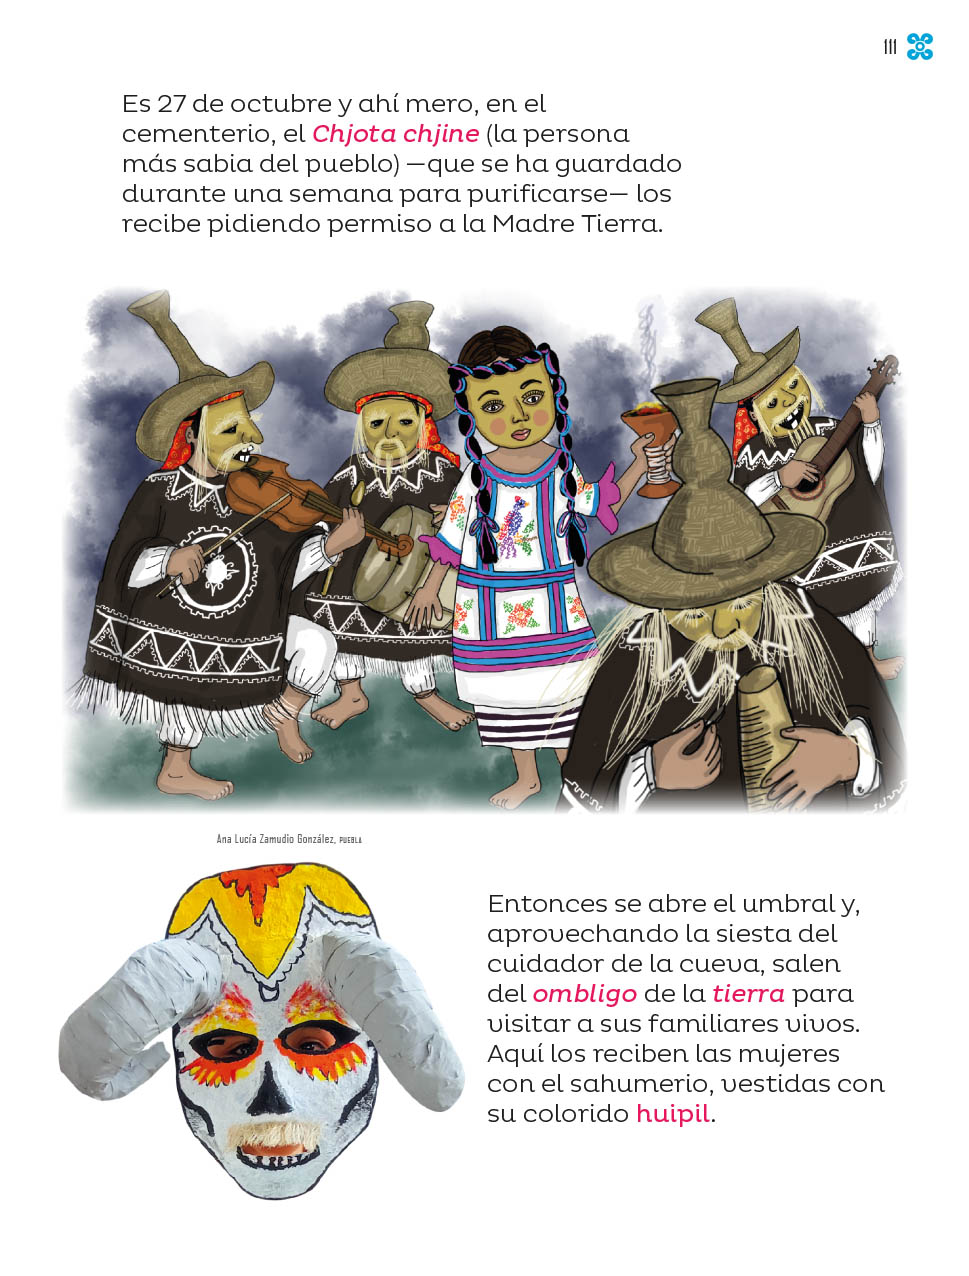 111
Es 27 de octubre y ahí mero, en el
cementerio, el Chjota chjine (la persona
más sabia del pueblo) —que se ha guardado
durante una semana para purificarse— los
recibe pidiendo permiso a la Madre Tierra.
Ana Lucía Zamudio González, PUEBLA
Entonces se abre el umbral y,
aprovechando la siesta del
cuidador de la cueva, salen
del ombligo de la tierra para
visitar a sus familiares vivos.
Aquí los reciben las mujeres
con el sahumerio, vestidas con
su colorido huipil.